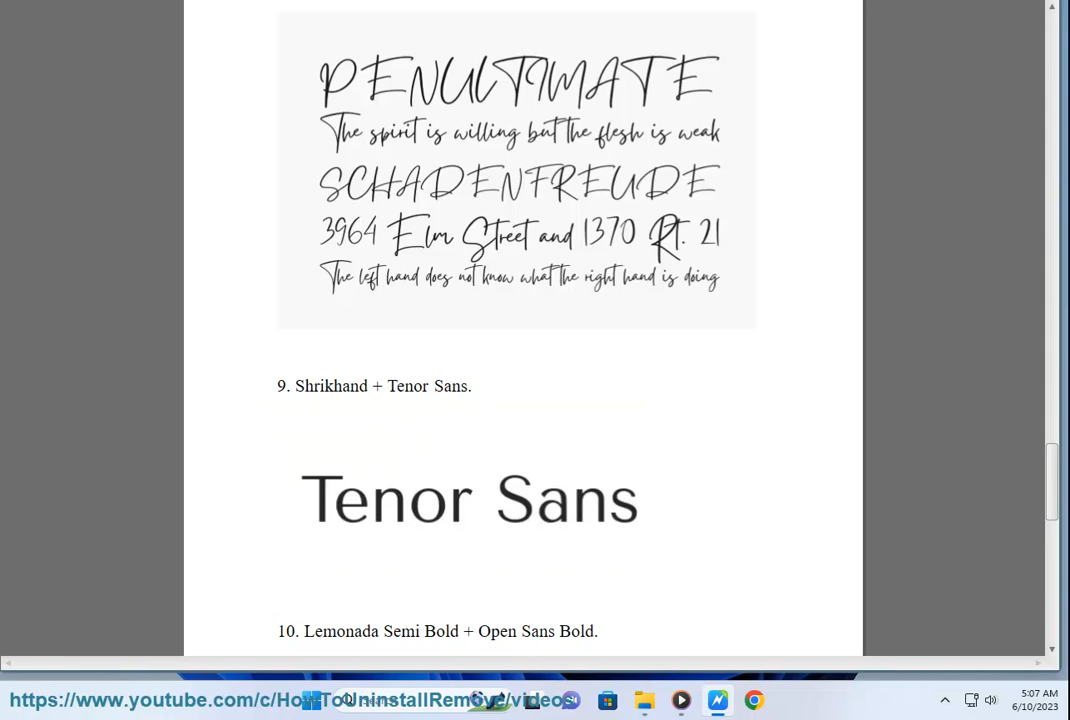 PENULTIMATE
The spirit is willing but the flesh is weak
SCHADENFREUDE
3964 Elm Street and 1370 Rt. 21
The left hand does not know what the right hand is doing
9. Shrikhand + Tenor Sans.
Tenor Sans
10. Lemonada Semi Bold + Open Sans Bold.
https://www.youtube.com/c/HowToUninstallRemove/videos
5:07 AM
6/10/2023